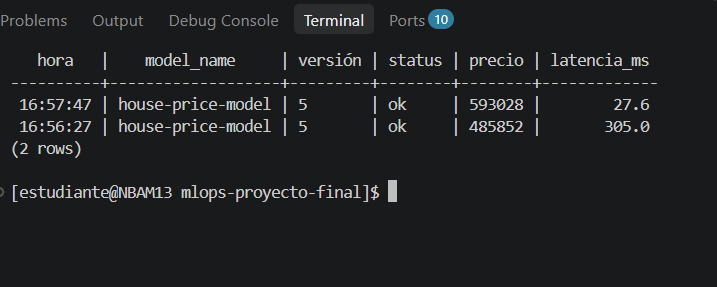 Problems Output Debug Console Terminal Ports 10
hora | model_name | versión | status | precio | latencia_ms
----------+-------------------+---------+--------+--------+-------------
16:57:47 | house-price-model | 5 | ok | 593028 | 27.6
16:56:27 | house-price-model | 5 | ok | 485852 | 305.0
(2 rows)
[estudiante@NBAM13 mlops-proyecto-final]$